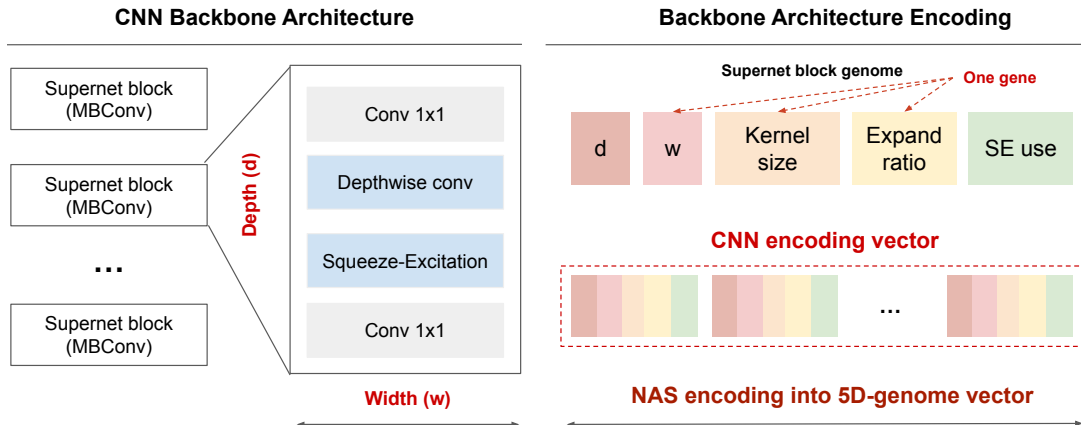 CNN Backbone Architecture
Supernet block
(MBConv)
Supernet block
(MBConv)
...
Supernet block
(MBConv)
Depth (d)
Conv 1x1
Depthwise conv
Squeeze-Excitation
Conv 1x1
Width (w)
Backbone Architecture Encoding
Supernet block genome
One gene
d
w
Kernel
size
Expand
ratio
SE use
CNN encoding vector
...
NAS encoding into 5D-genome vector